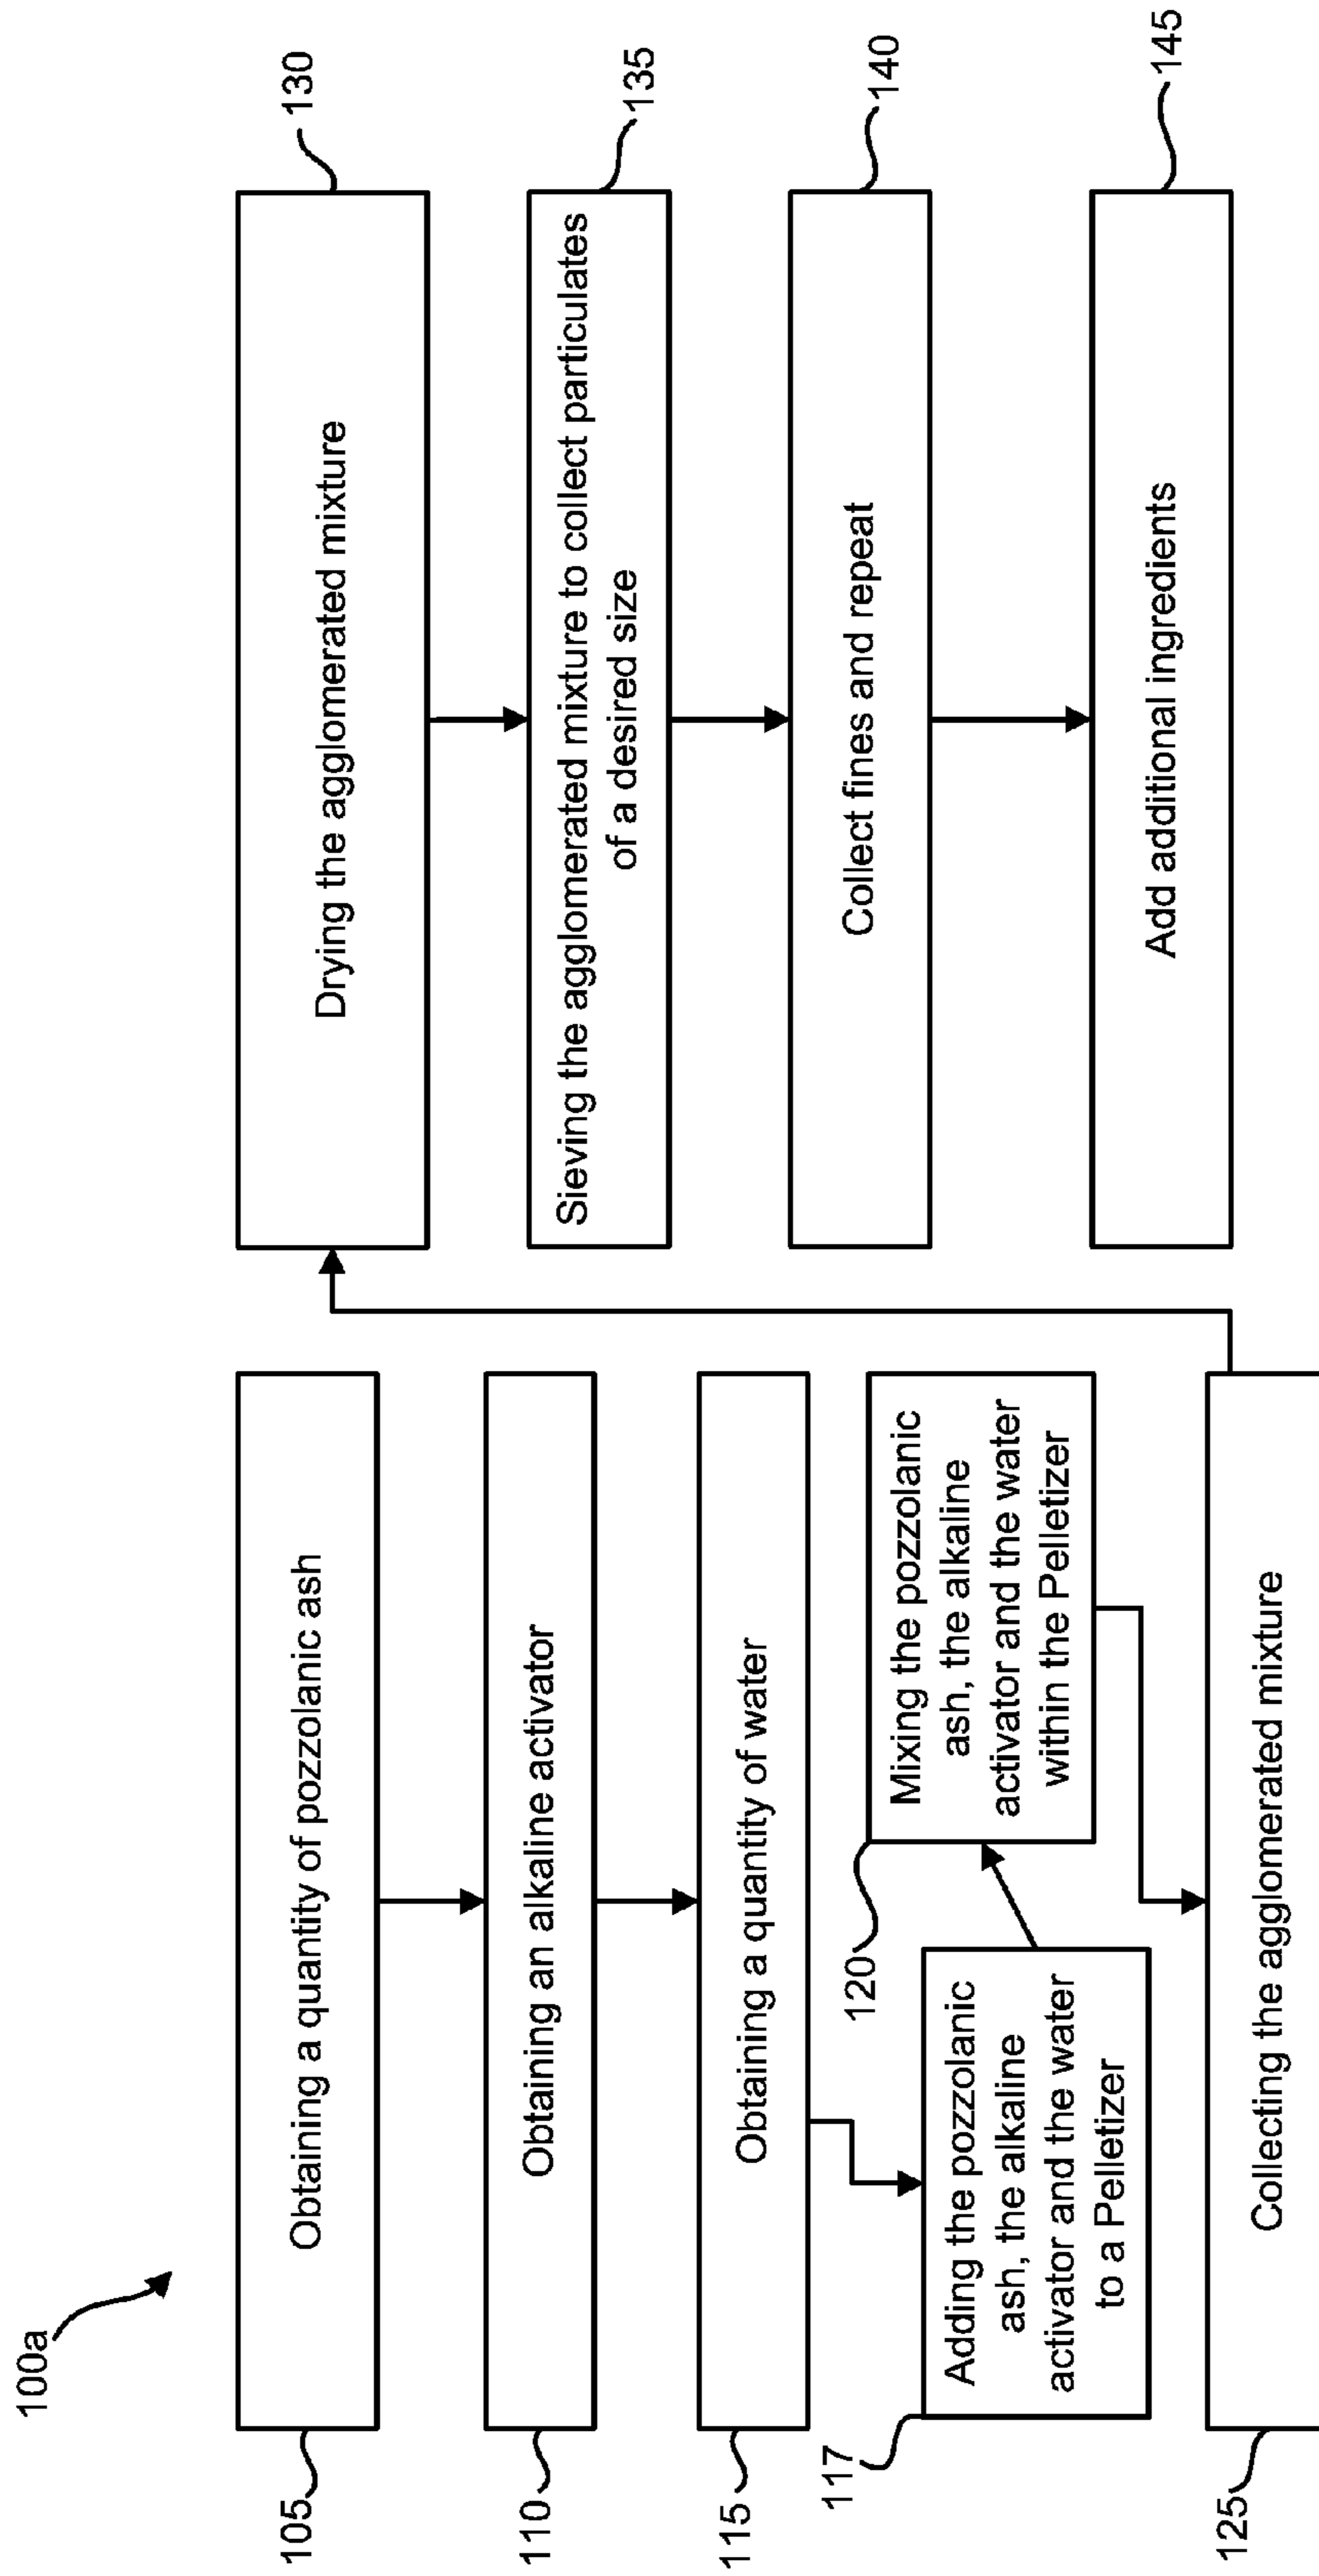 100a
105
Obtaining a quantity of pozzolanic ash
110
Obtaining an alkaline activator
115
Obtaining a quantity of water
117
Adding the pozzolanic
ash, the alkaline
activator and the water
to a Pelletizer
120
Mixing the pozzolanic
ash, the alkaline
activator and the water
within the Pelletizer
125
Collecting the agglomerated mixture
130
Drying the agglomerated mixture
135
Sieving the agglomerated mixture to collect particulates
of a desired size
140
Collect fines and repeat
145
Add additional ingredients